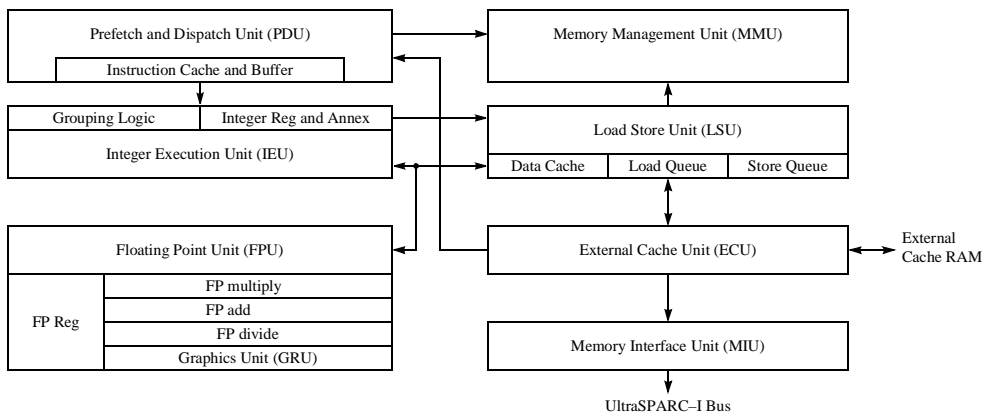 Prefetch and Dispatch Unit (PDU)
Instruction Cache and Buffer
Memory Management Unit (MMU)
Grouping Logic
Integer Reg and Annex
Integer Execution Unit (IEU)
Load Store Unit (LSU)
Data Cache
Load Queue
Store Queue
Floating Point Unit (FPU)
External Cache Unit (ECU)
External
Cache RAM
FP Reg
FP multiply
FP add
FP divide
Graphics Unit (GRU)
Memory Interface Unit (MIU)
UltraSPARC–I Bus